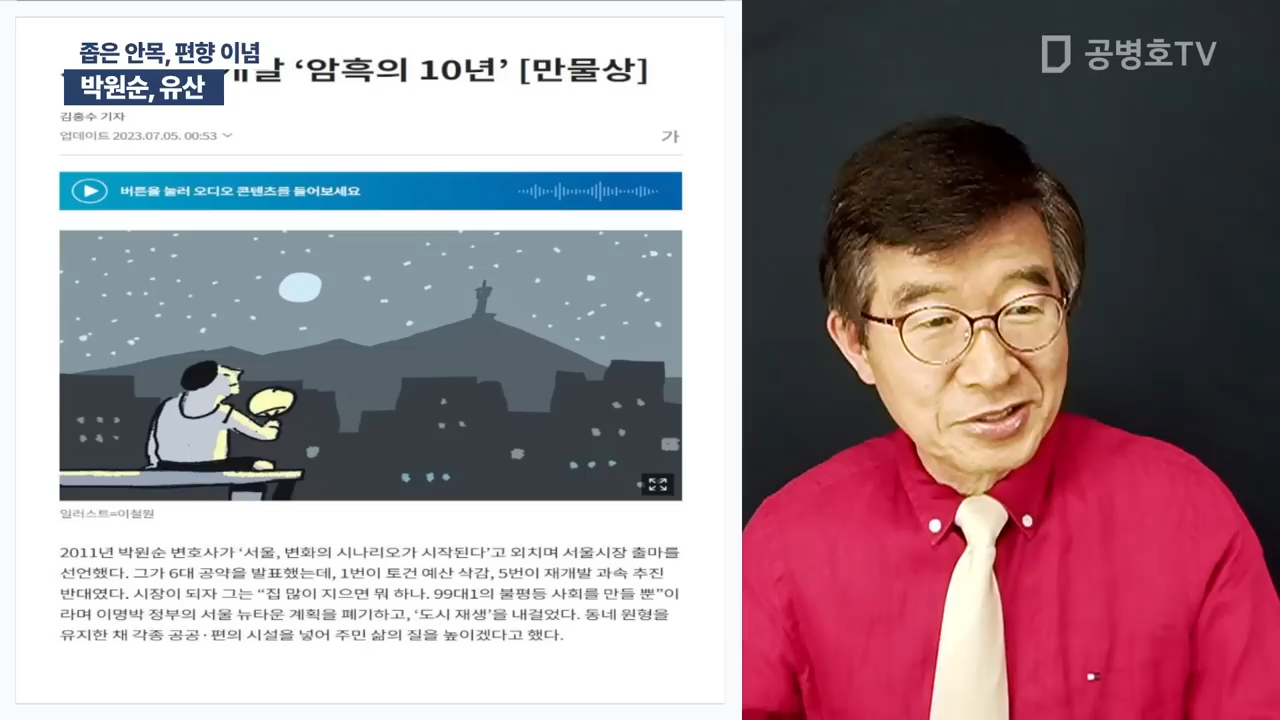 좁은 안목, 편향 이념
박원순, 유산
‘암흑의 10년’ [만물상]
김홍수 기자
업데이트 2023.07.05. 00:53
가
버튼을 눌러 오디오 콘텐츠를 들어보세요
일러스트=이철원
2011년 박원순 변호사가 ‘서울, 변화의 시나리오가 시작된다’고 외치며 서울시장 출마를
선언했다. 그가 6대 공약을 발표했는데, 1번이 토건 예산 삭감, 5번이 재개발 과속 추진
반대였다. 시장이 되자 그는 “집 많이 지으면 뭐 하나. 99대1의 불평등 사회를 만들 뿐”이
라며 이명박 정부의 서울 뉴타운 계획을 폐기하고, ‘도시 재생’을 내걸었다. 동네 원형을
유지한 채 각종 공공·편의 시설을 넣어 주민 삶의 질을 높이겠다고 했다.
공병호TV